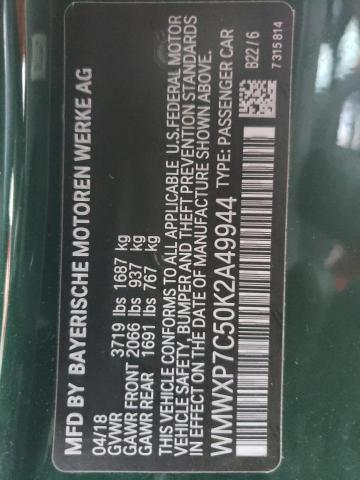 MFD BY BAYERISCHE MOTOREN WERKE AG
04/18
GVWR 3719 lbs 1687 kg
GAWR FRONT 2066 lbs 937 kg
GAWR REAR 1691 lbs 767 kg
THIS VEHICLE CONFORMS TO ALL APPLICABLE U.S. FEDERAL MOTOR
VEHICLE SAFETY, BUMPER AND THEFT PREVENTION STANDARDS
IN EFFECT ON THE DATE OF MANUFACTURE SHOWN ABOVE.
WMWXP7C50K2A49944 TYPE: PASSENGER CAR
B22/6
7315814